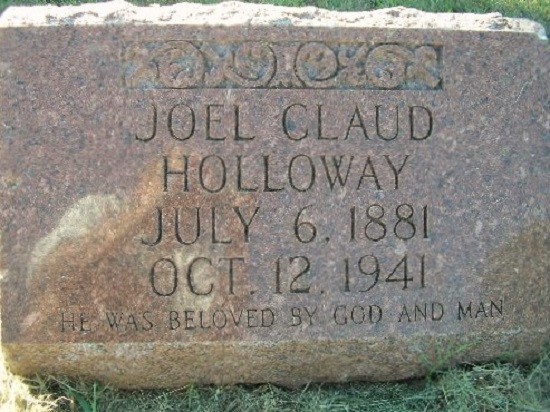 JOEL CLAUD
HOLLOWAY
JULY 6, 1881
OCT. 12, 1941
HE WAS BELOVED BY GOD AND MAN